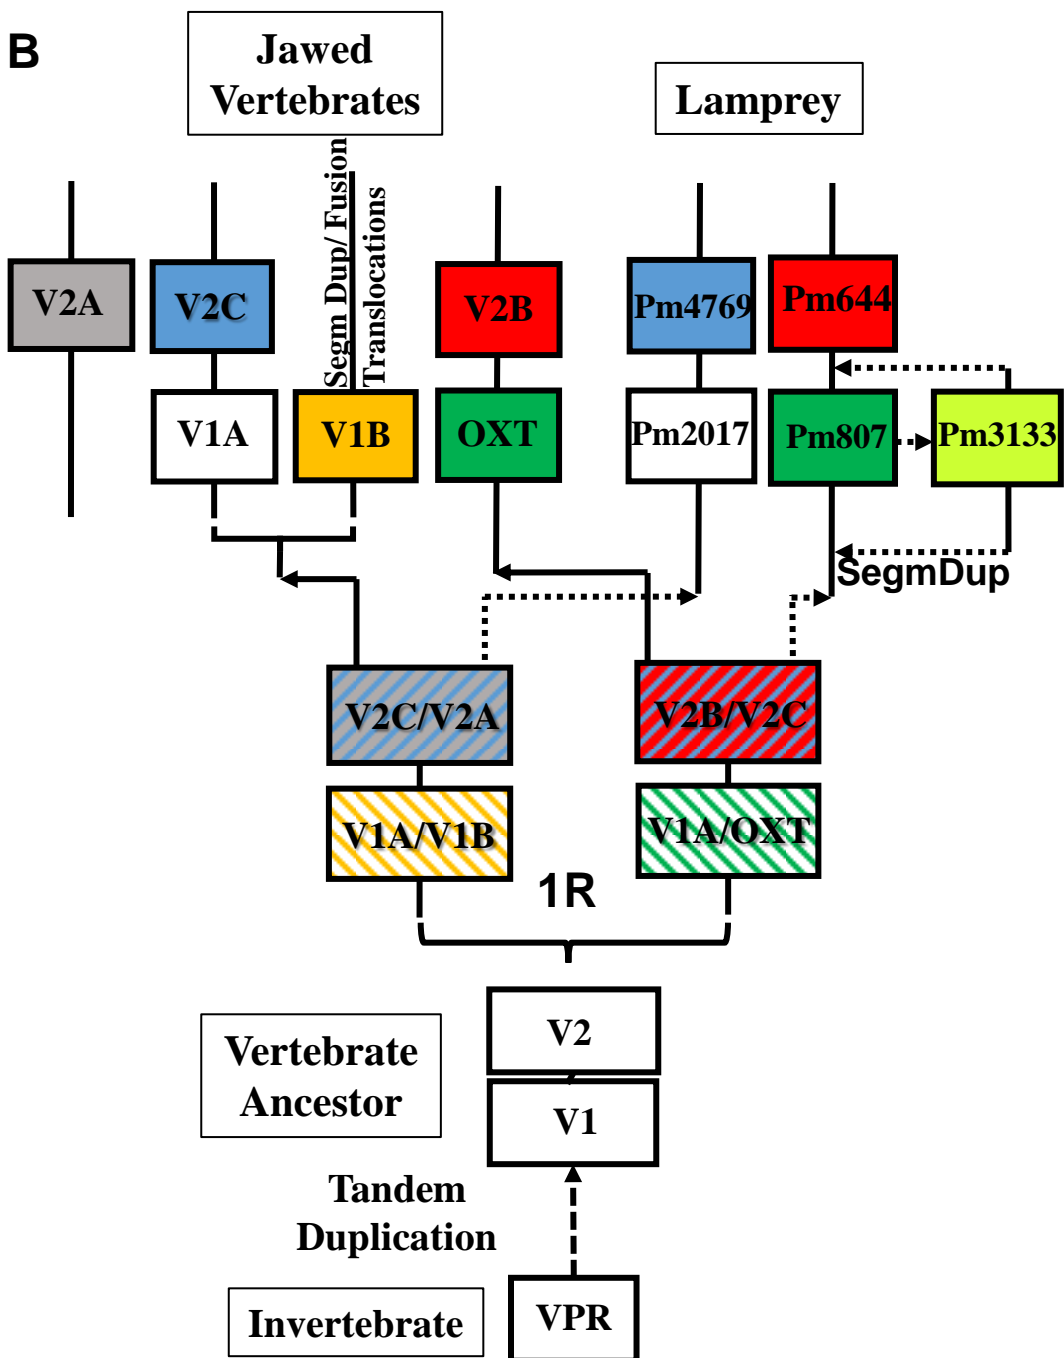 B
Jawed
Vertebrates
Lamprey
Segm Dup/ Fusion
Translocations
V2A
V2C
V2B
Pm4769
Pm644
V1A
V1B
OXT
Pm2017
Pm807
Pm3133
SegmDup
V2C/V2A
V2B/V2C
V1A/V1B
V1A/OXT
1R
Vertebrate
Ancestor
V2
V1
Tandem
Duplication
Invertebrate
VPR